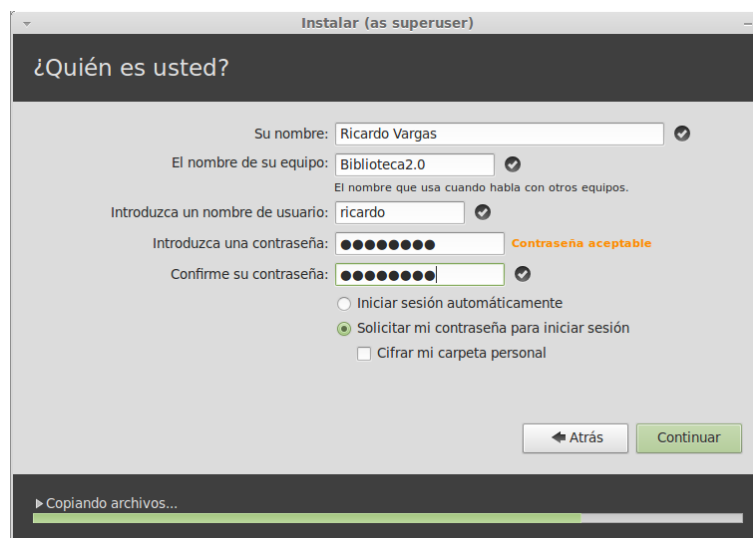 Instalar (as superuser)
¿Quién es usted?
Su nombre: Ricardo Vargas
El nombre de su equipo: Biblioteca2.0
El nombre que usa cuando habla con otros equipos.
Introduzca un nombre de usuario: ricardo
Introduzca una contraseña: ●●●●●●●● Contraseña aceptable
Confirme su contraseña: ●●●●●●●●
Iniciar sesión automáticamente
Solicitar mi contraseña para iniciar sesión
Cifrar mi carpeta personal
Atrás Continuar
Copiando archivos...